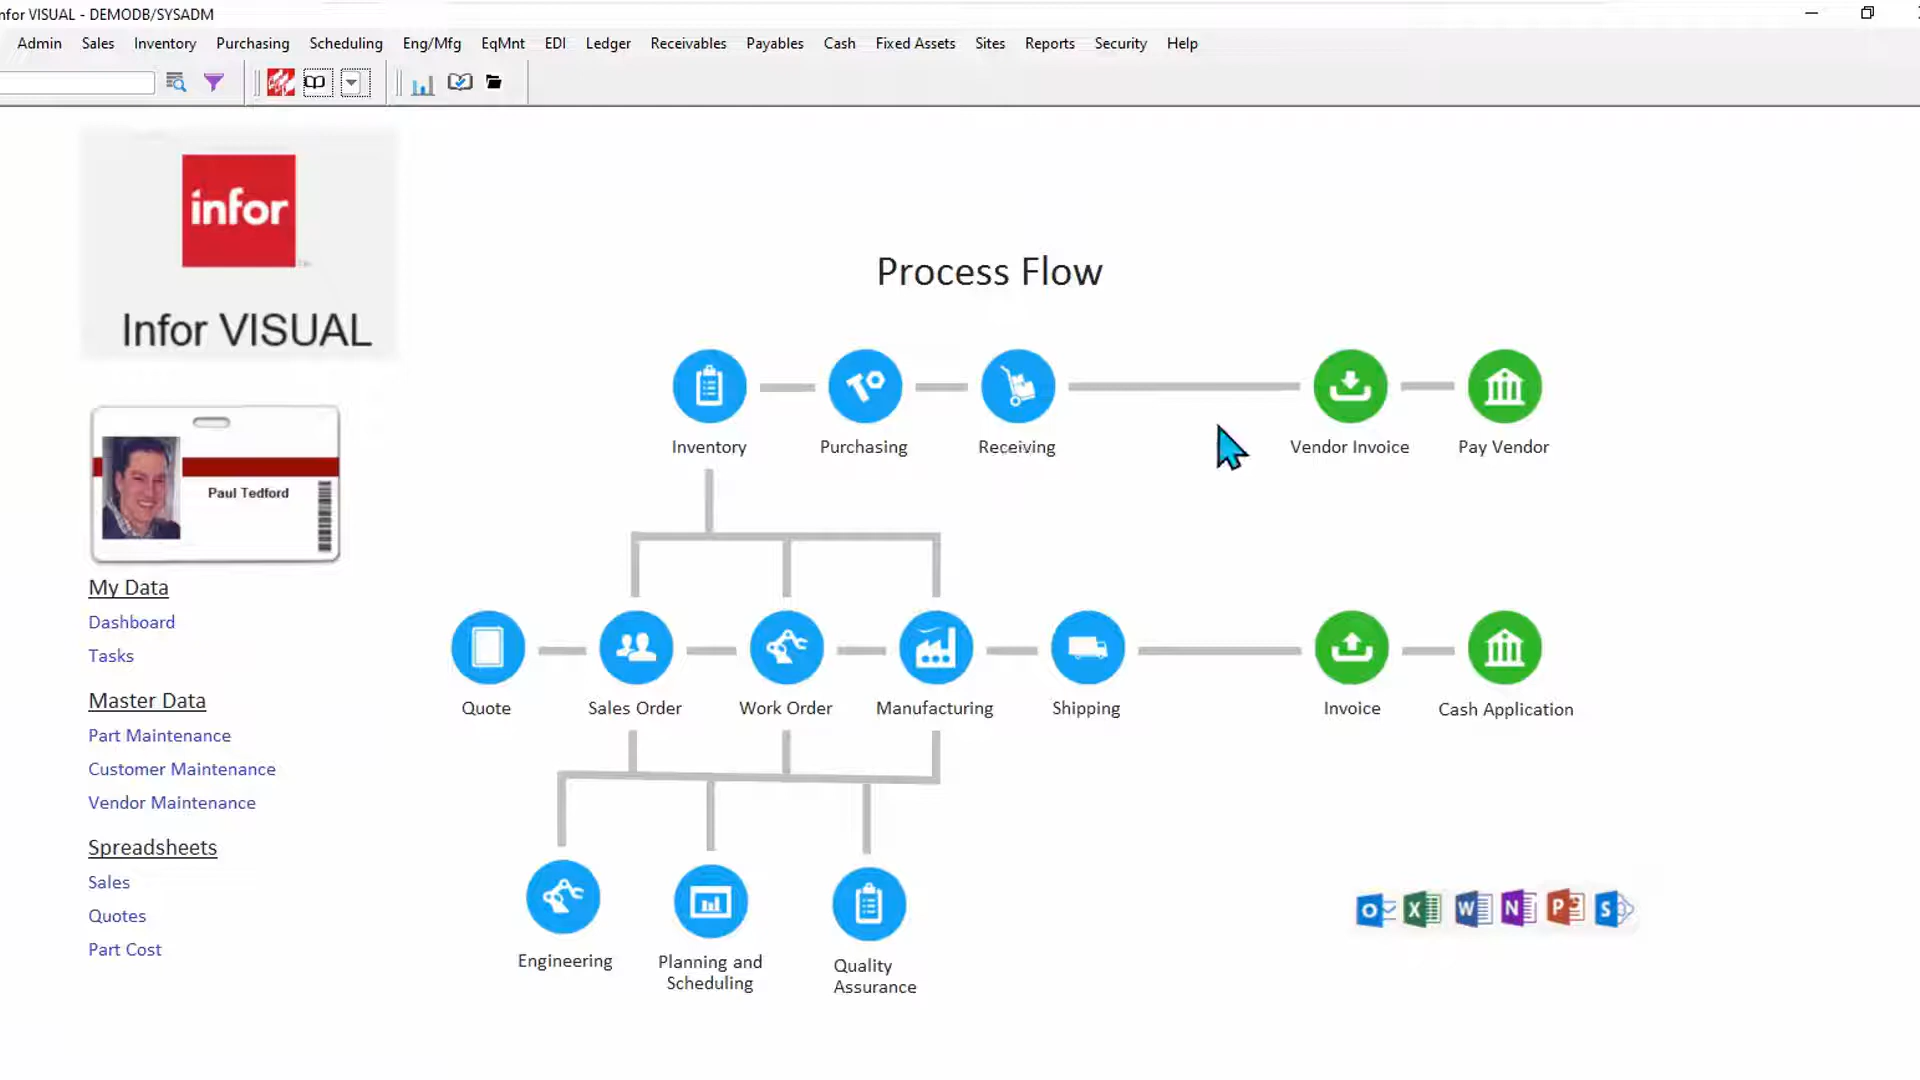 nfor VISUAL - DEMODB/SYSADM
Admin Sales Inventory Purchasing Scheduling Eng/Mfg EqMnt EDI Ledger Receivables Payables Cash Fixed Assets Sites Reports Security Help
infor
Infor VISUAL
Process Flow
Inventory Purchasing Receiving Vendor Invoice Pay Vendor
Paul Tedford
My Data
Dashboard
Tasks
Master Data
Part Maintenance
Customer Maintenance
Vendor Maintenance
Spreadsheets
Sales
Quotes
Part Cost
Quote Sales Order Work Order Manufacturing Shipping Invoice Cash Application
Engineering
Planning and
Scheduling
Quality
Assurance
O X W N P S